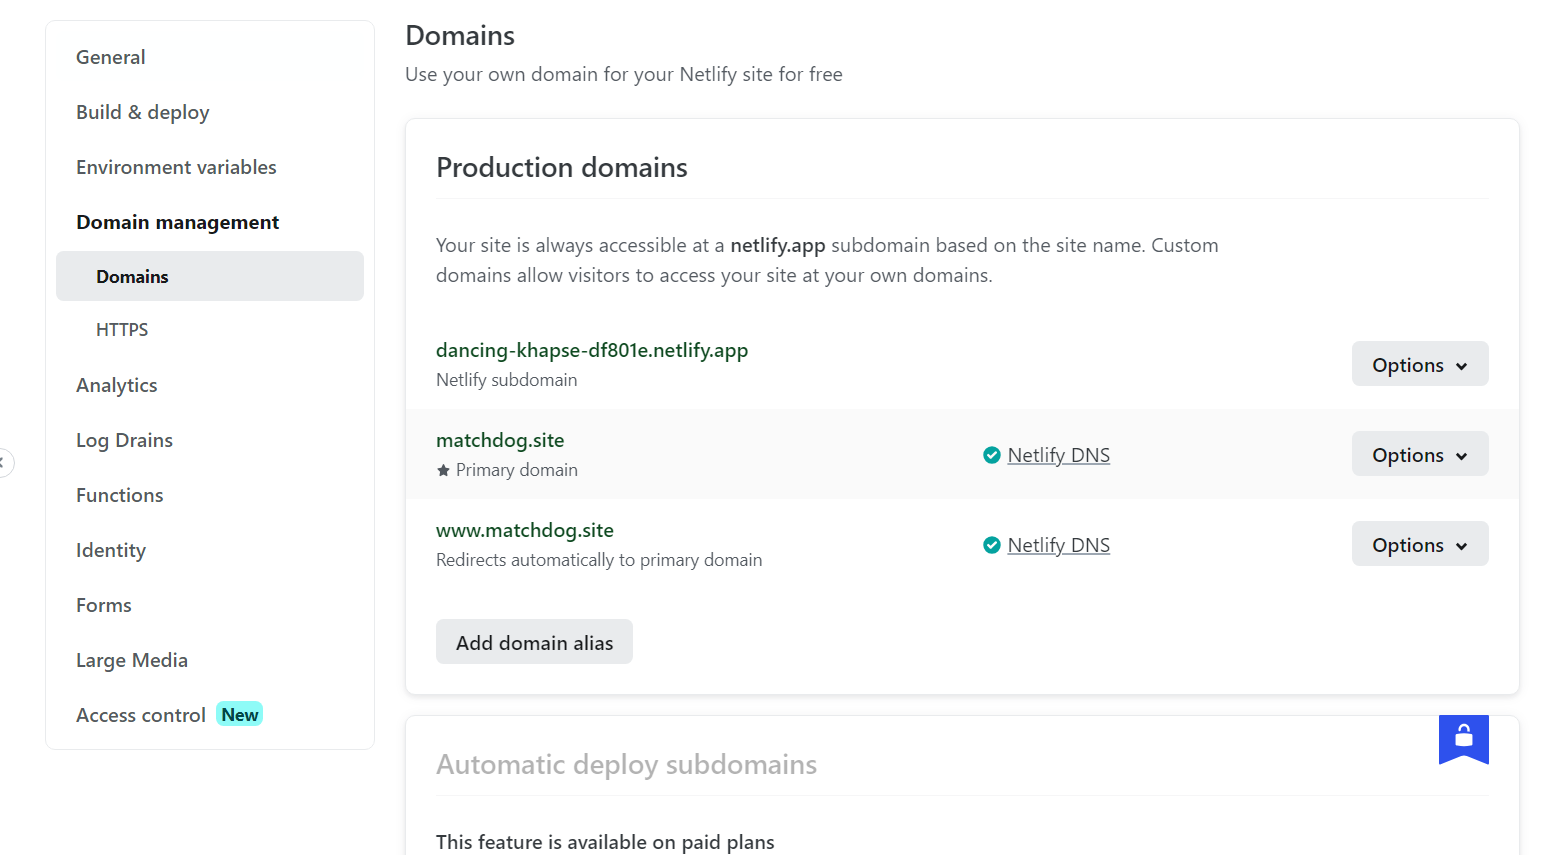 General
Build & deploy
Environment variables
Domain management
Domains
HTTPS
Analytics
Log Drains
Functions
Identity
Forms
Large Media
Access control New
Domains
Use your own domain for your Netlify site for free
Production domains
Your site is always accessible at a netlify.app subdomain based on the site name. Custom
domains allow visitors to access your site at your own domains.
dancing-khapse-df801e.netlify.app
Netlify subdomain
Options
matchdog.site
Primary domain
Netlify DNS
Options
www.matchdog.site
Redirects automatically to primary domain
Netlify DNS
Options
Add domain alias
Automatic deploy subdomains
This feature is available on paid plans